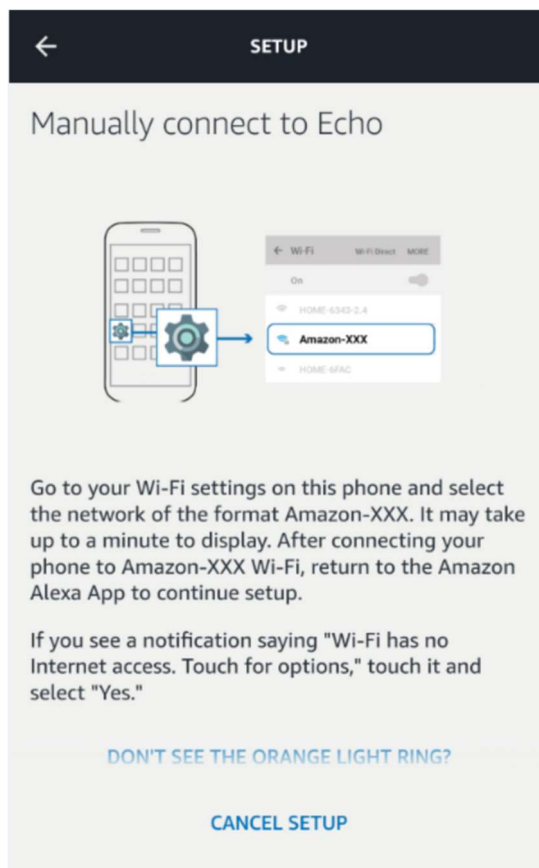 SETUP
Manually connect to Echo
Wi-Fi Wi-Fi Direct MORE
On
HOME-6343-2.4
Amazon-XXX
HOME-6FAC
Go to your Wi-Fi settings on this phone and select
the network of the format Amazon-XXX. It may take
up to a minute to display. After connecting your
phone to Amazon-XXX Wi-Fi, return to the Amazon
Alexa App to continue setup.
If you see a notification saying "Wi-Fi has no
Internet access. Touch for options," touch it and
select "Yes."
DON'T SEE THE ORANGE LIGHT RING?
CANCEL SETUP